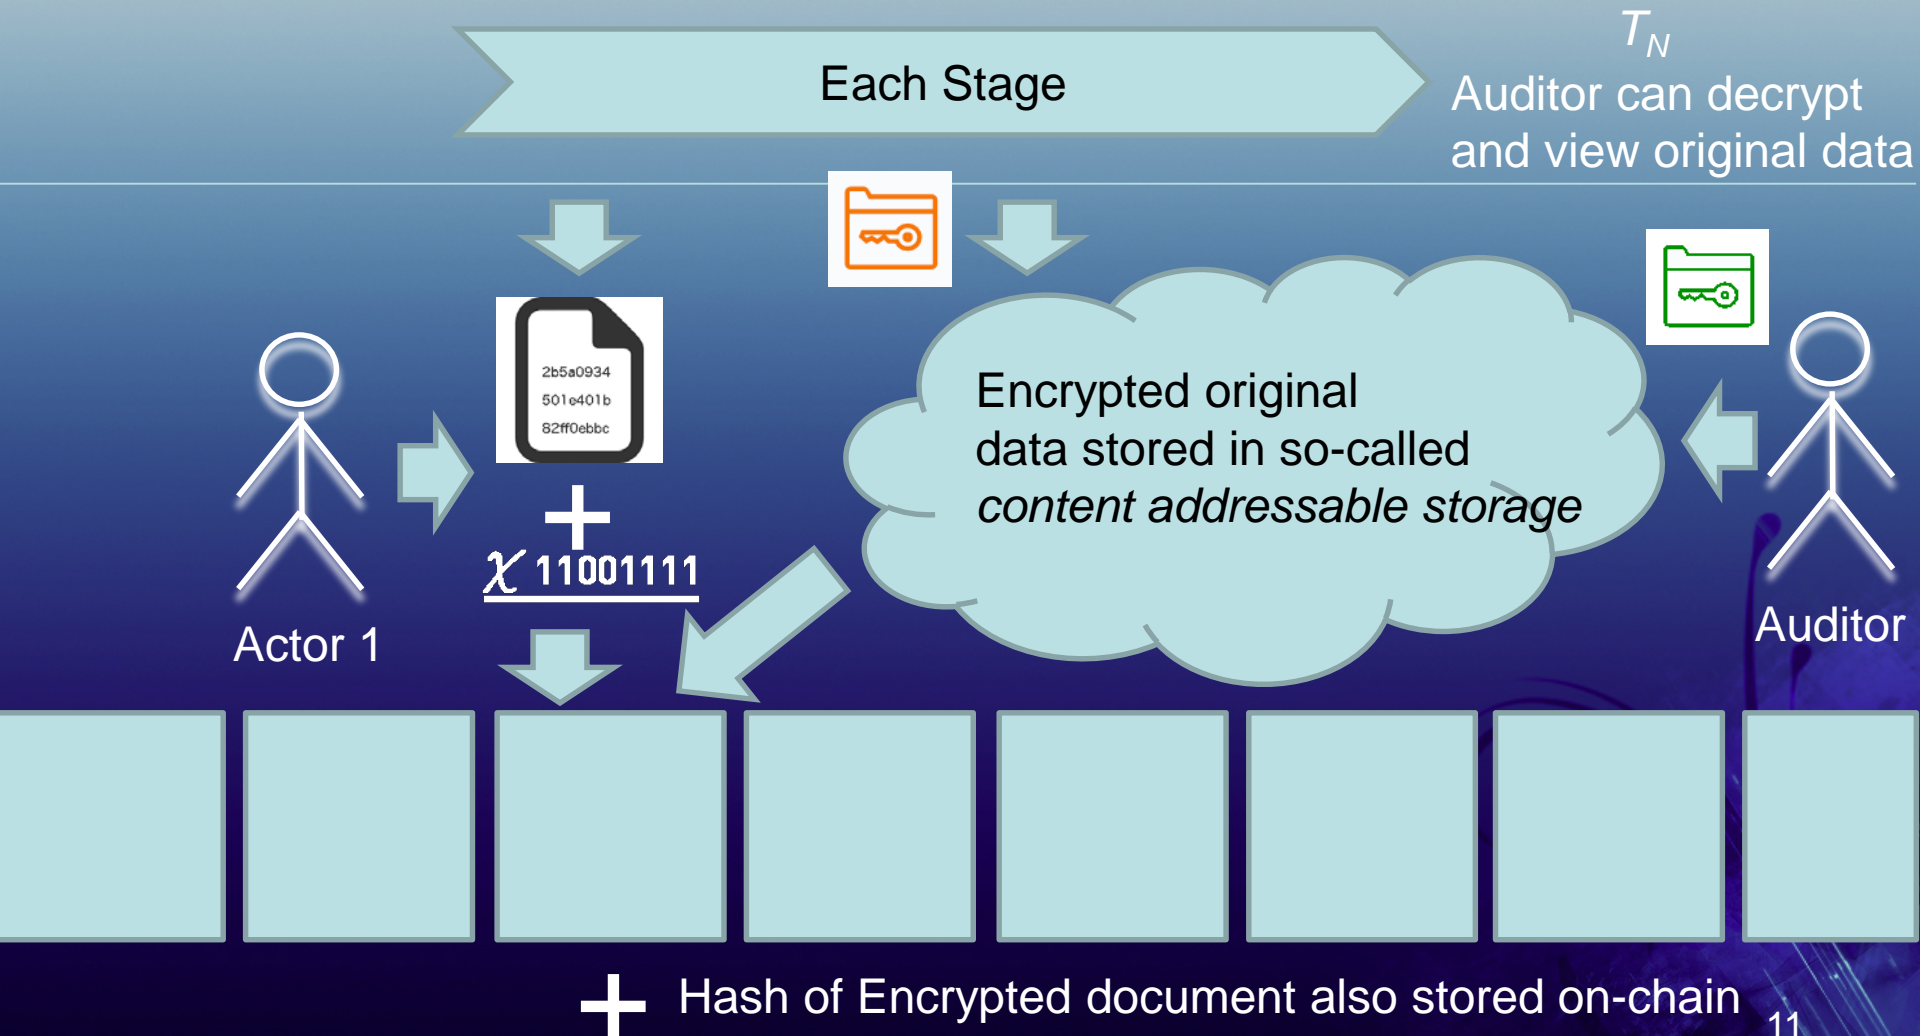 Each Stage
T_N
Auditor can decrypt
and view original data
2b5a0934
501e401b
82ff0ebbc
Encrypted original
data stored in so-called
content addressable storage
+
X 11001111
Actor 1
Auditor
+ Hash of Encrypted document also stored on-chain
11